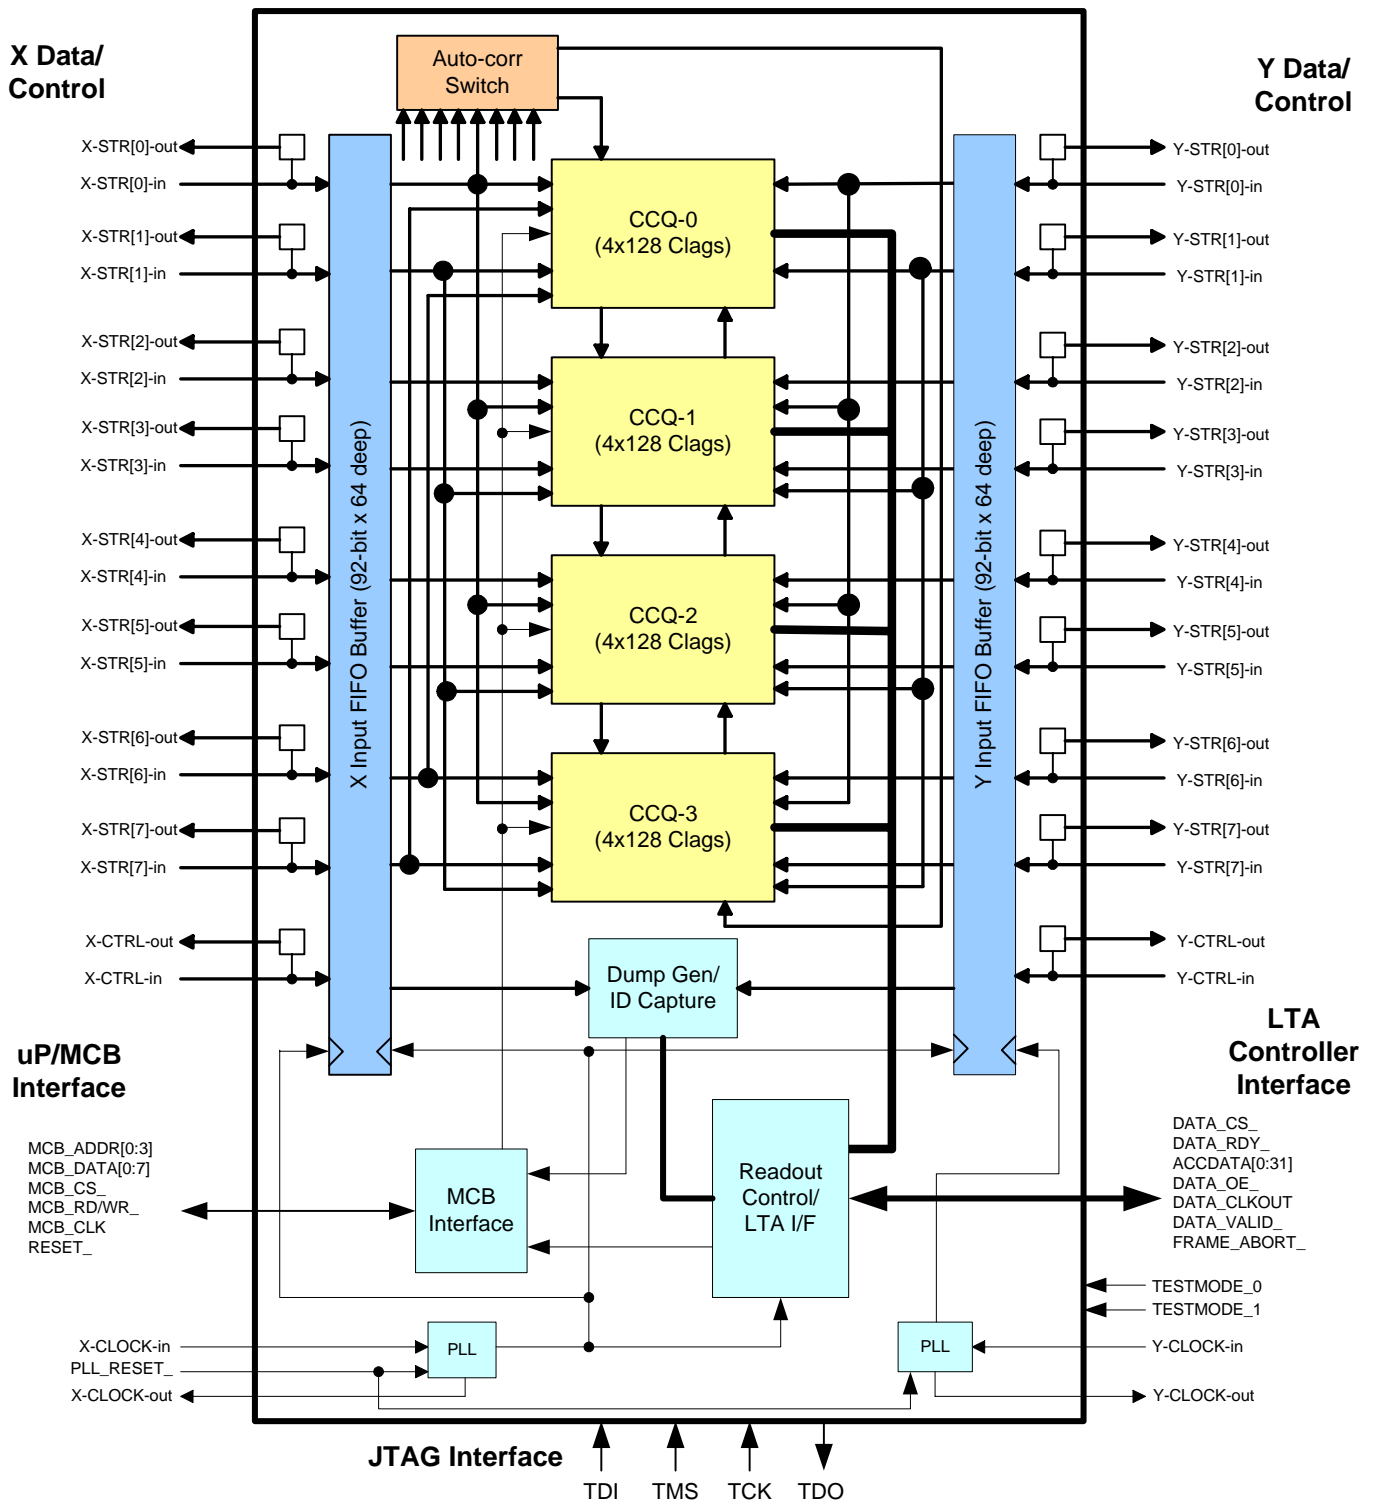 X Data/
Control
X-STR[0]-out
X-STR[0]-in
X-STR[1]-out
X-STR[1]-in
X-STR[2]-out
X-STR[2]-in
X-STR[3]-out
X-STR[3]-in
X-STR[4]-out
X-STR[4]-in
X-STR[5]-out
X-STR[5]-in
X-STR[6]-out
X-STR[6]-in
X-STR[7]-out
X-STR[7]-in
X-CTRL-out
X-CTRL-in
uP/MCB
Interface
MCB_ADDR[0:3]
MCB_DATA[0:7]
MCB_CS_
MCB_RD/WR_
MCB_CLK
RESET_
X-CLOCK-in
PLL_RESET_
X-CLOCK-out
X Input FIFO Buffer (92-bit x 64 deep)
Auto-corr
Switch
CCQ-0
(4x128 Clags)
CCQ-1
(4x128 Clags)
CCQ-2
(4x128 Clags)
CCQ-3
(4x128 Clags)
Dump Gen/
ID Capture
MCB
Interface
Readout
Control/
LTA I/F
PLL
PLL
Y Input FIFO Buffer (92-bit x 64 deep)
Y Data/
Control
Y-STR[0]-out
Y-STR[0]-in
Y-STR[1]-out
Y-STR[1]-in
Y-STR[2]-out
Y-STR[2]-in
Y-STR[3]-out
Y-STR[3]-in
Y-STR[4]-out
Y-STR[4]-in
Y-STR[5]-out
Y-STR[5]-in
Y-STR[6]-out
Y-STR[6]-in
Y-STR[7]-out
Y-STR[7]-in
Y-CTRL-out
Y-CTRL-in
LTA
Controller
Interface
DATA_CS_
DATA_RDY_
ACCDATA[0:31]
DATA_OE_
DATA_CLKOUT
DATA_VALID_
FRAME_ABORT_
TESTMODE_0
TESTMODE_1
Y-CLOCK-in
Y-CLOCK-out
JTAG Interface
TDI
TMS
TCK
TDO